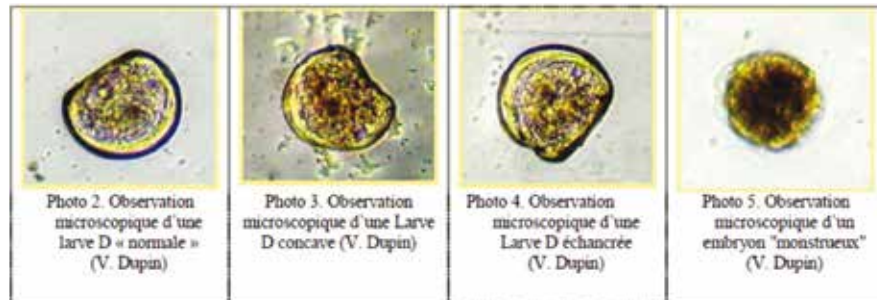 Photo 2. Observation
microscopique d'une
larve D « normale »
(V. Dupin)
Photo 3. Observation
microscopique d'une Larve
D concave (V. Dupin)
Photo 4. Observation
microscopique d'une
Larve D échancrée
(V. Dupin)
Photo 5. Observation
microscopique d'un
embryon "monstrueux"
(V. Dupin)